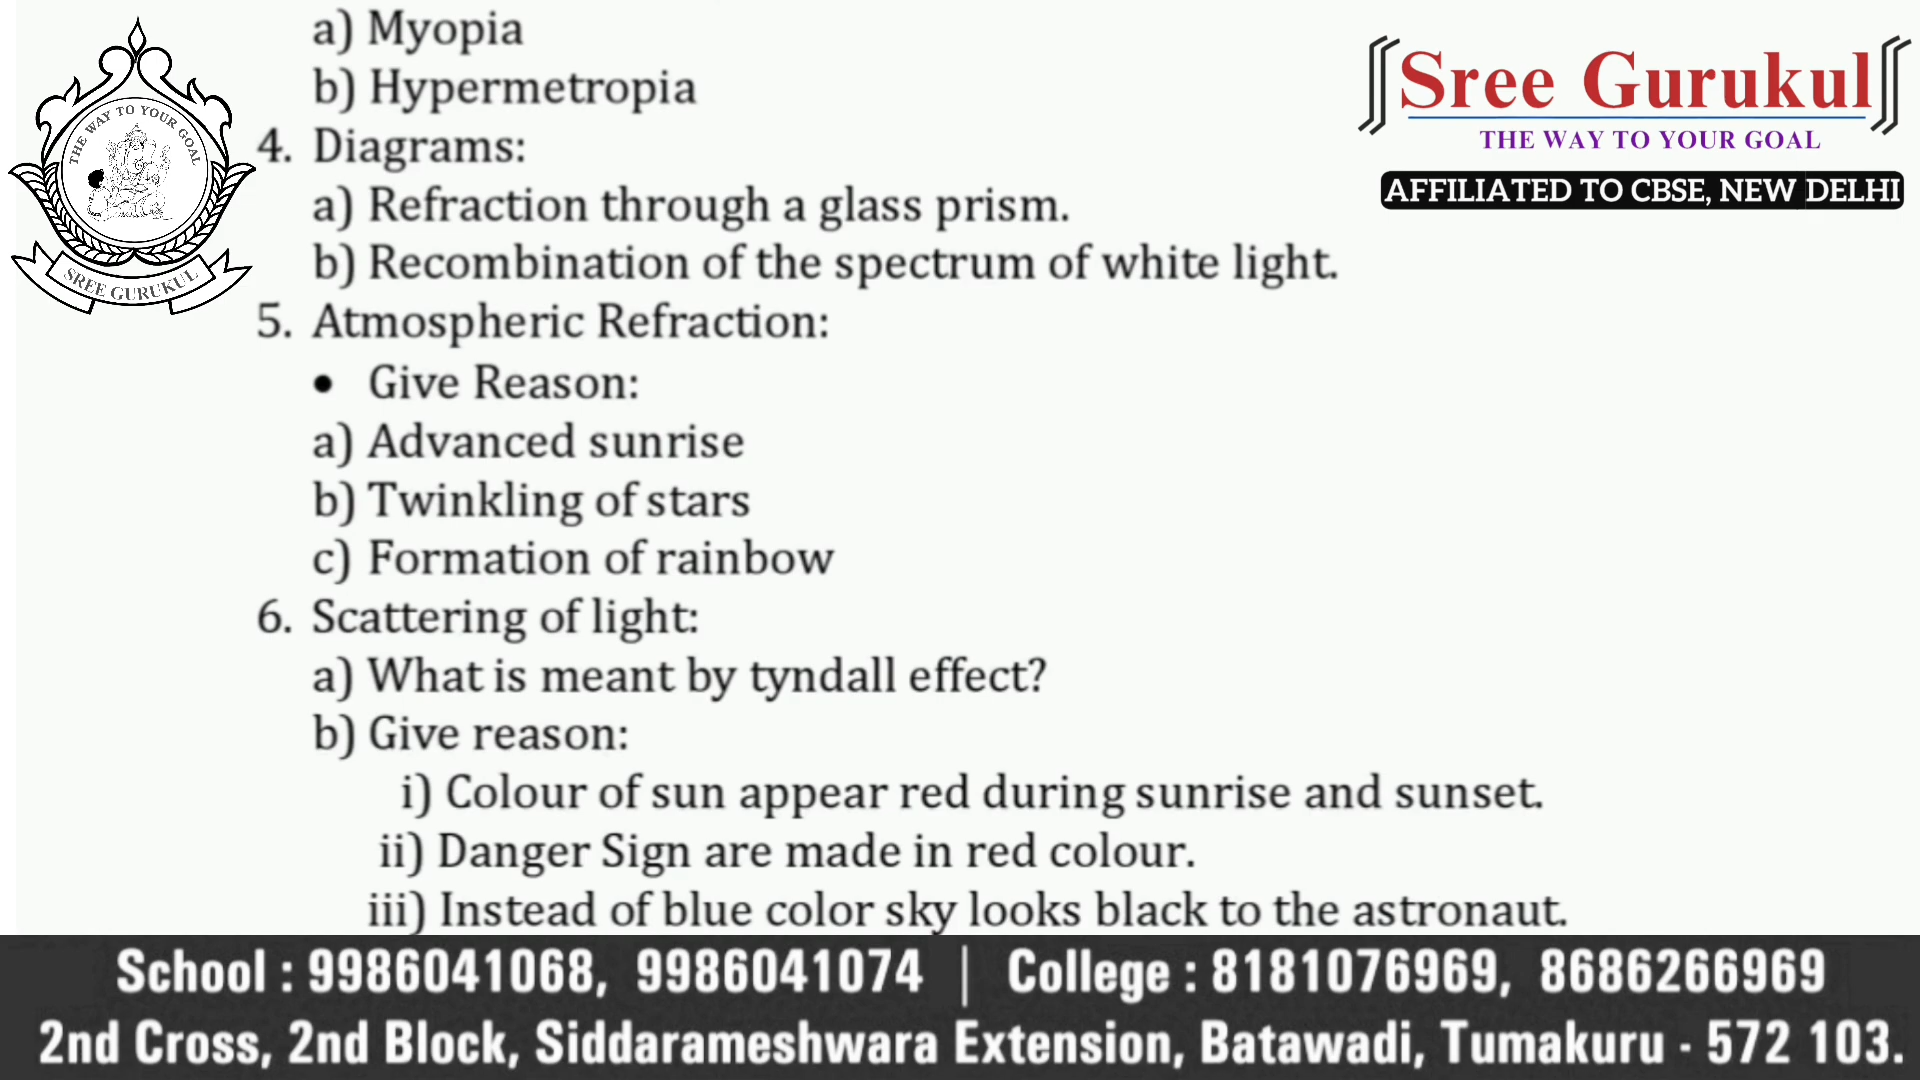 a) Myopia
b) Hypermetropia
4. Diagrams:
a) Refraction through a glass prism.
b) Recombination of the spectrum of white light.
5. Atmospheric Refraction:
• Give Reason:
a) Advanced sunrise
b) Twinkling of stars
c) Formation of rainbow
6. Scattering of light:
a) What is meant by tyndall effect?
b) Give reason:
i) Colour of sun appear red during sunrise and sunset.
ii) Danger Sign are made in red colour.
iii) Instead of blue color sky looks black to the astronaut.
THE WAY TO YOUR GOAL
SREE GURUKUL
Sree Gurukul
THE WAY TO YOUR GOAL
AFFILIATED TO CBSE, NEW DELHI
School : 9986041068, 9986041074 | College : 8181076969, 8686266969
2nd Cross, 2nd Block, Siddarameshwara Extension, Batawadi, Tumakuru - 572 103.